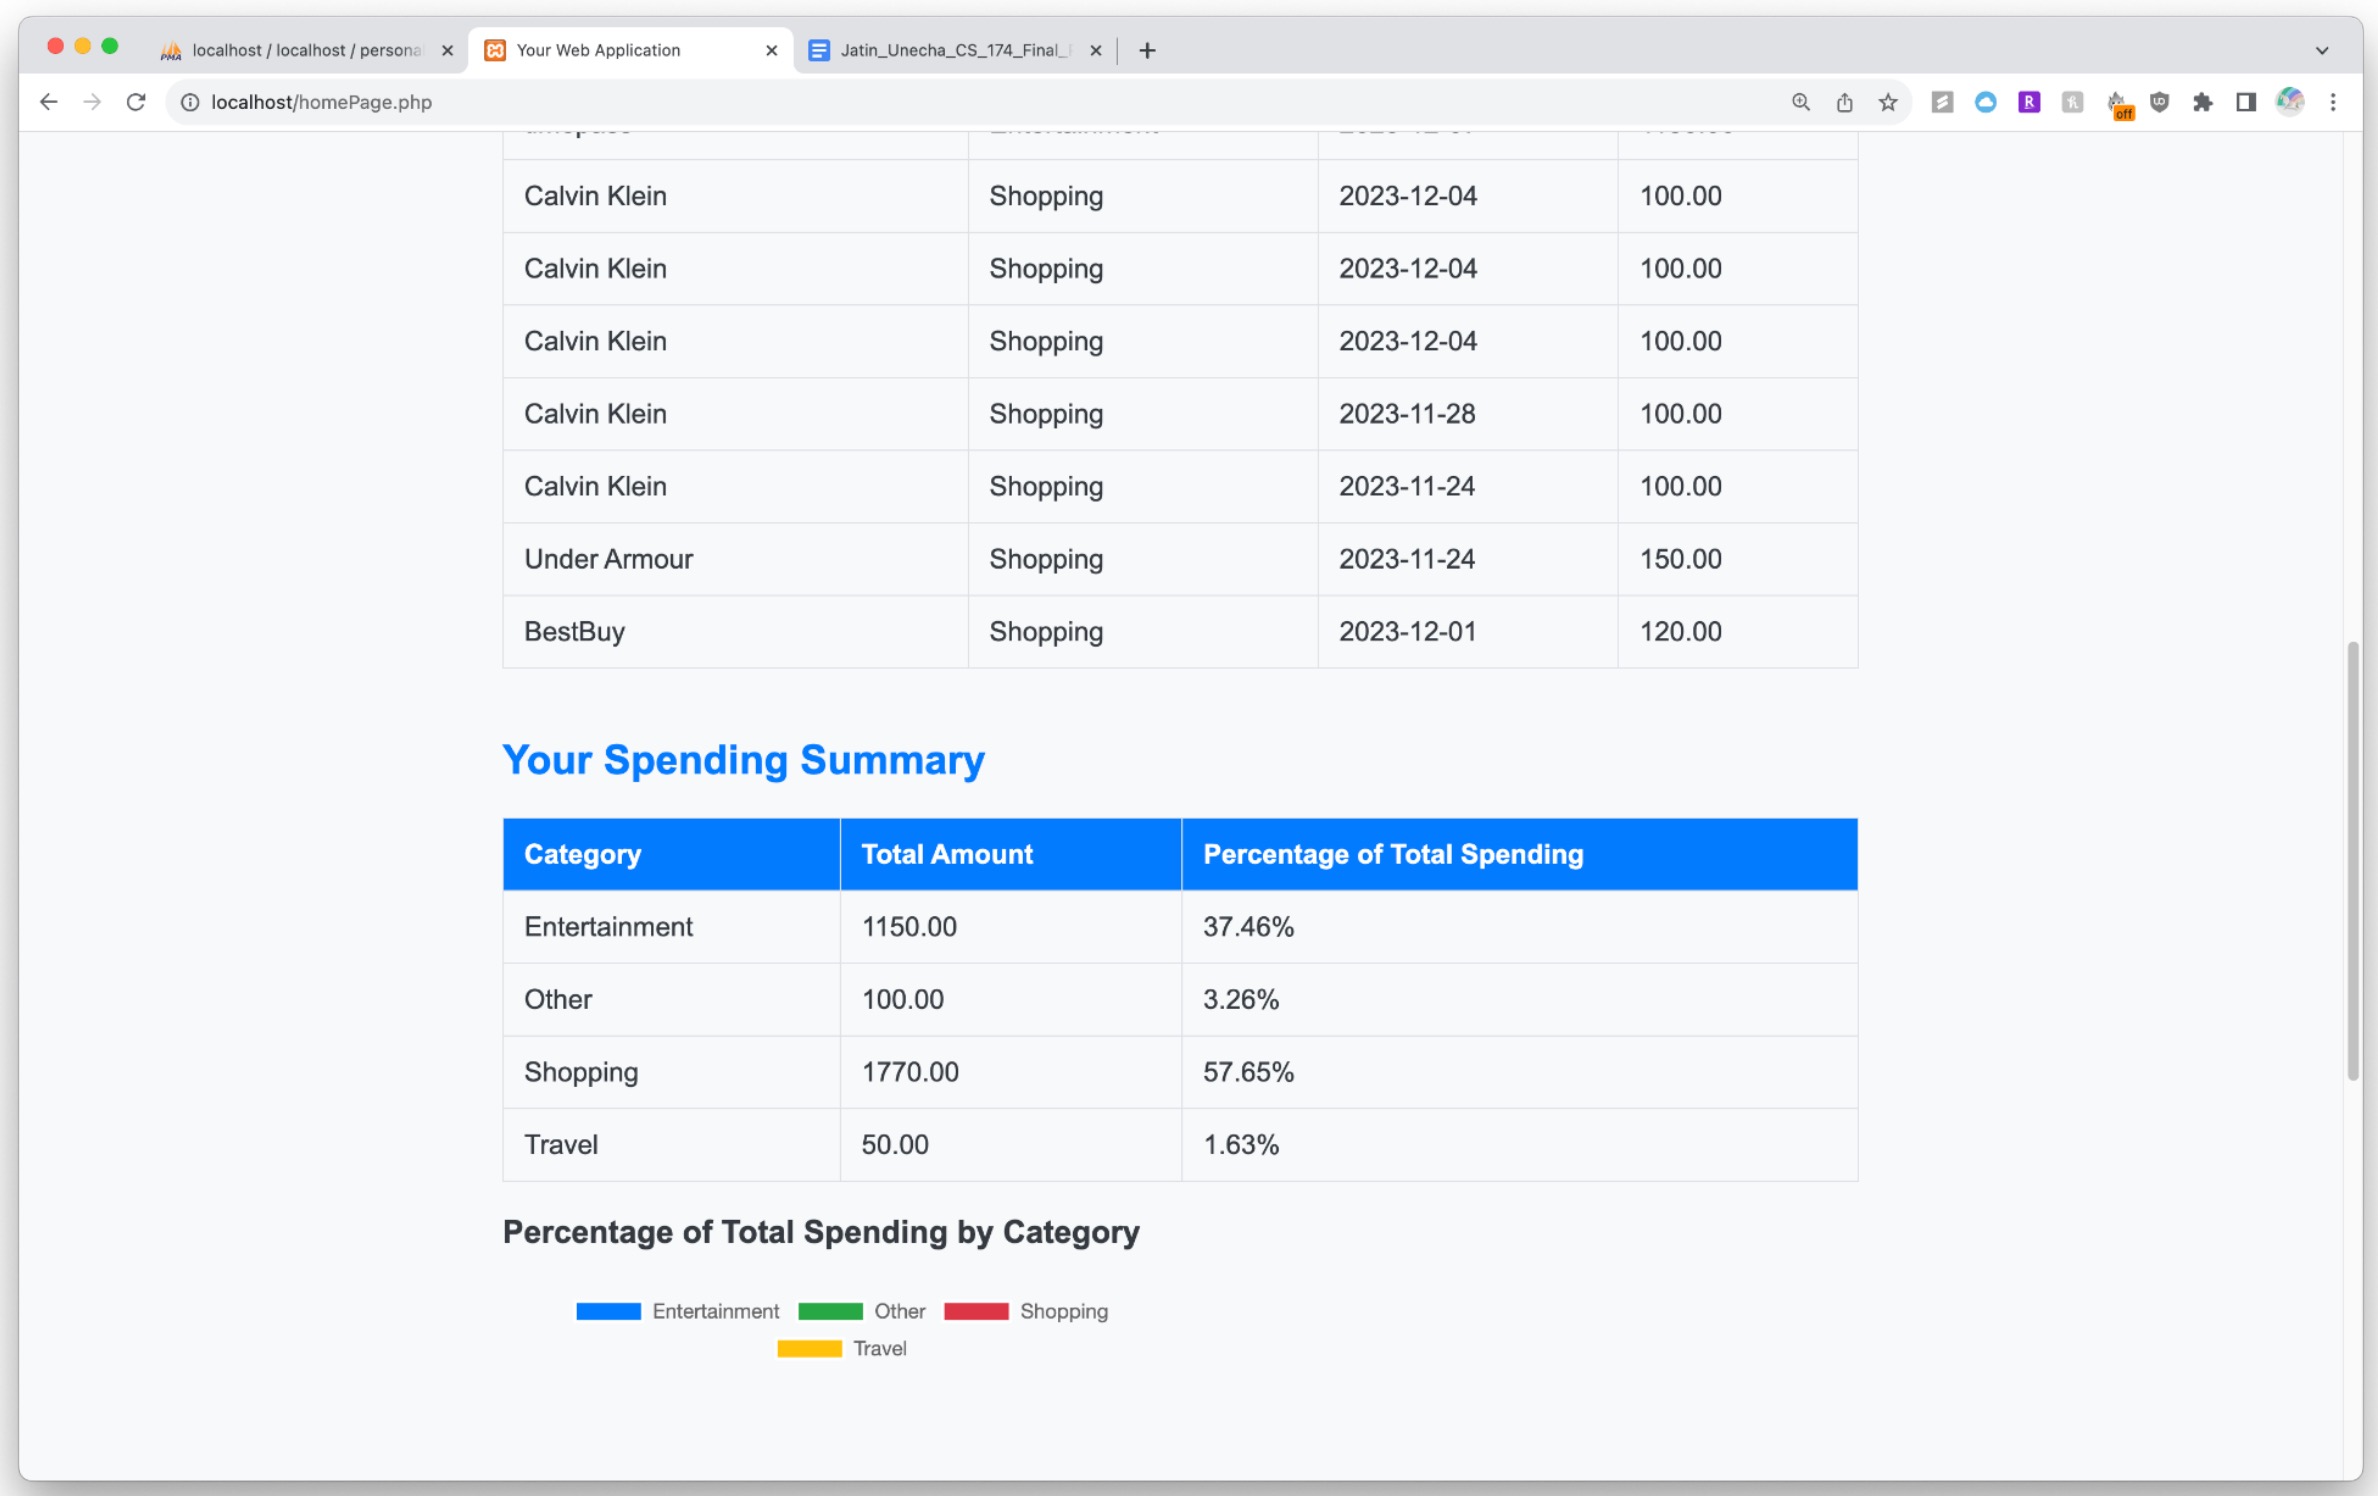 localhost / localhost / persona
Your Web Application
Jatin_Unecha_CS_174_Final_
localhost/homePage.php
off
Calvin Klein Shopping 2023-12-04 100.00
Calvin Klein Shopping 2023-12-04 100.00
Calvin Klein Shopping 2023-12-04 100.00
Calvin Klein Shopping 2023-11-28 100.00
Calvin Klein Shopping 2023-11-24 100.00
Under Armour Shopping 2023-11-24 150.00
BestBuy Shopping 2023-12-01 120.00
Your Spending Summary
Category Total Amount Percentage of Total Spending
Entertainment 1150.00 37.46%
Other 100.00 3.26%
Shopping 1770.00 57.65%
Travel 50.00 1.63%
Percentage of Total Spending by Category
Entertainment Other Shopping
Travel